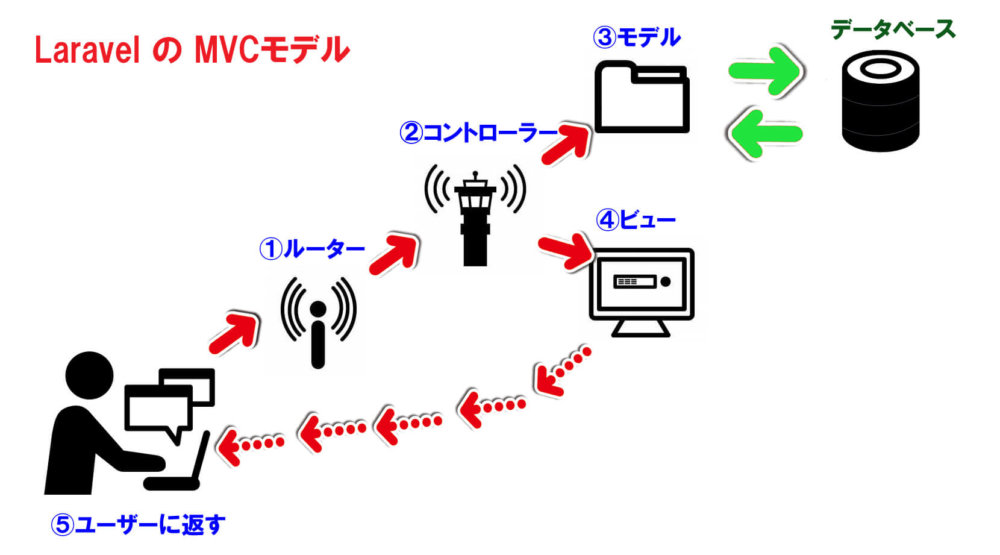 Laravel の MVCモデル
③モデル
データベース
②コントローラー
④ビュー
①ルーター
⑤ユーザーに返す